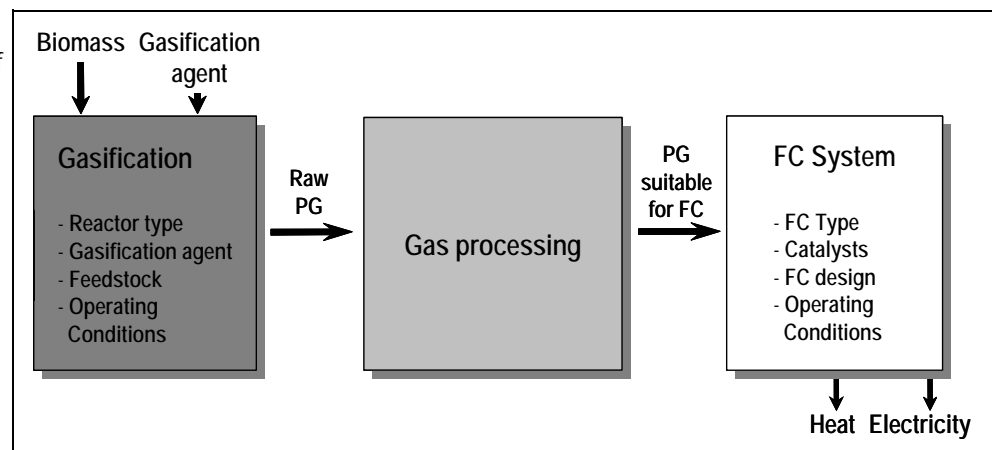 Biomass
Gasification
agent
Gasification
- Reactor type
- Gasification agent
- Feedstock
- Operating
Conditions
Raw
PG
Gas processing
PG
suitable
for FC
FC System
- FC Type
- Catalysts
- FC design
- Operating
Conditions
Heat
Electricity